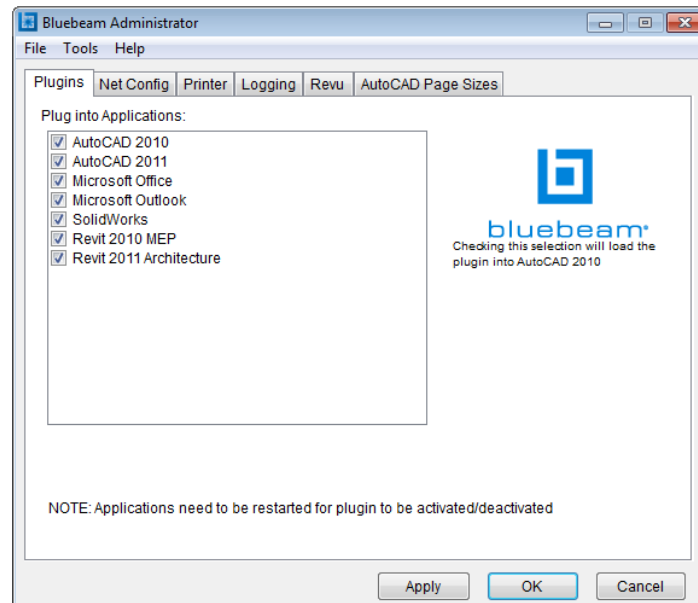 Bluebeam Administrator
File Tools Help
Plugins Net Config Printer Logging Revu AutoCAD Page Sizes
Plug into Applications:
AutoCAD 2010
AutoCAD 2011
Microsoft Office
Microsoft Outlook
SolidWorks
Revit 2010 MEP
Revit 2011 Architecture
bluebeam®
Checking this selection will load the
plugin into AutoCAD 2010
NOTE: Applications need to be restarted for plugin to be activated/deactivated
Apply OK Cancel